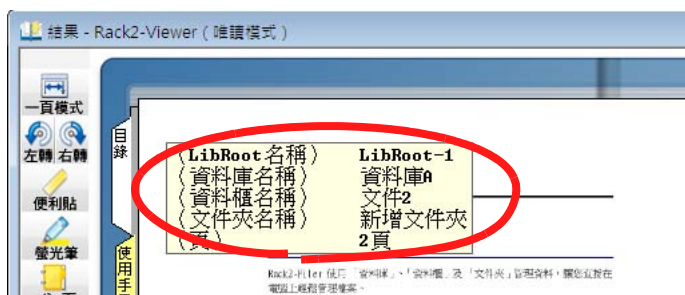 結果 - Rack2-Viewer ( 唯讀模式 )
一頁模式
左轉 右轉
便利貼
螢光筆
目錄
使用手
(LibRoot名稱) LibRoot-1
(資料庫名稱) 資料庫A
(資料櫃名稱) 文件2
(文件夾名稱) 新增文件夾
(頁) 2頁
Rack2-Filer 使用「資料庫」、「資料櫃」及「文件夾」管理資料,讓您直接在
電腦上輕鬆管理檔案。